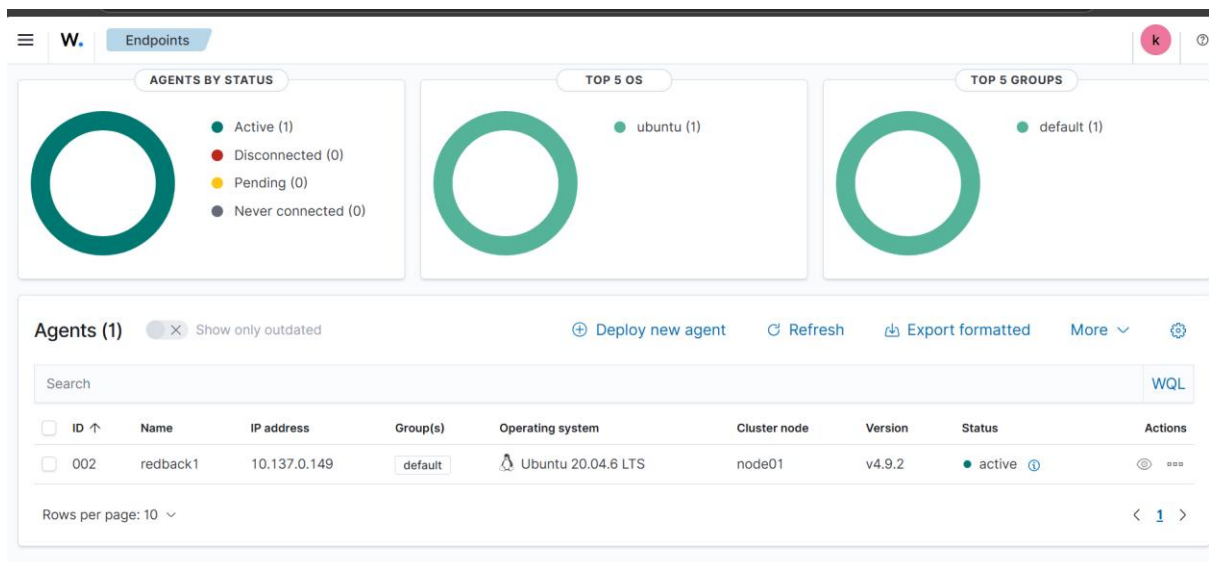 W. Endpoints k
AGENTS BY STATUS
Active (1)
Disconnected (0)
Pending (0)
Never connected (0)
TOP 5 OS
ubuntu (1)
TOP 5 GROUPS
default (1)
Agents (1) Show only outdated Deploy new agent Refresh Export formatted More
Search WQL
ID Name IP address Group(s) Operating system Cluster node Version Status Actions
002 redback1 10.137.0.149 default Ubuntu 20.04.6 LTS node01 v4.9.2 active
Rows per page: 10 1